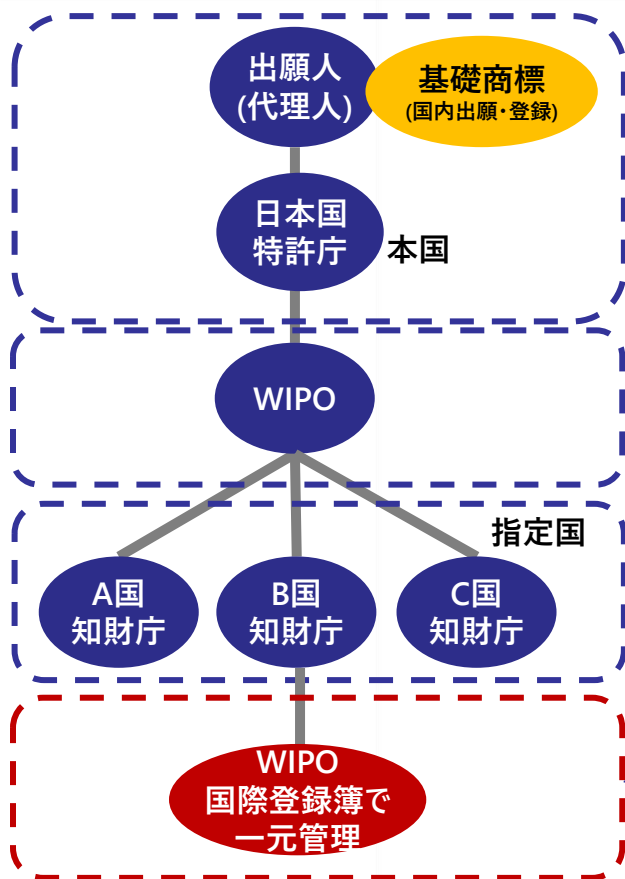 出願人
(代理人)
基礎商標
(国内出願・登録)
日本国
特許庁
本国
WIPO
指定国
A国
知財庁
B国
知財庁
C国
知財庁
WIPO
国際登録簿で
一元管理